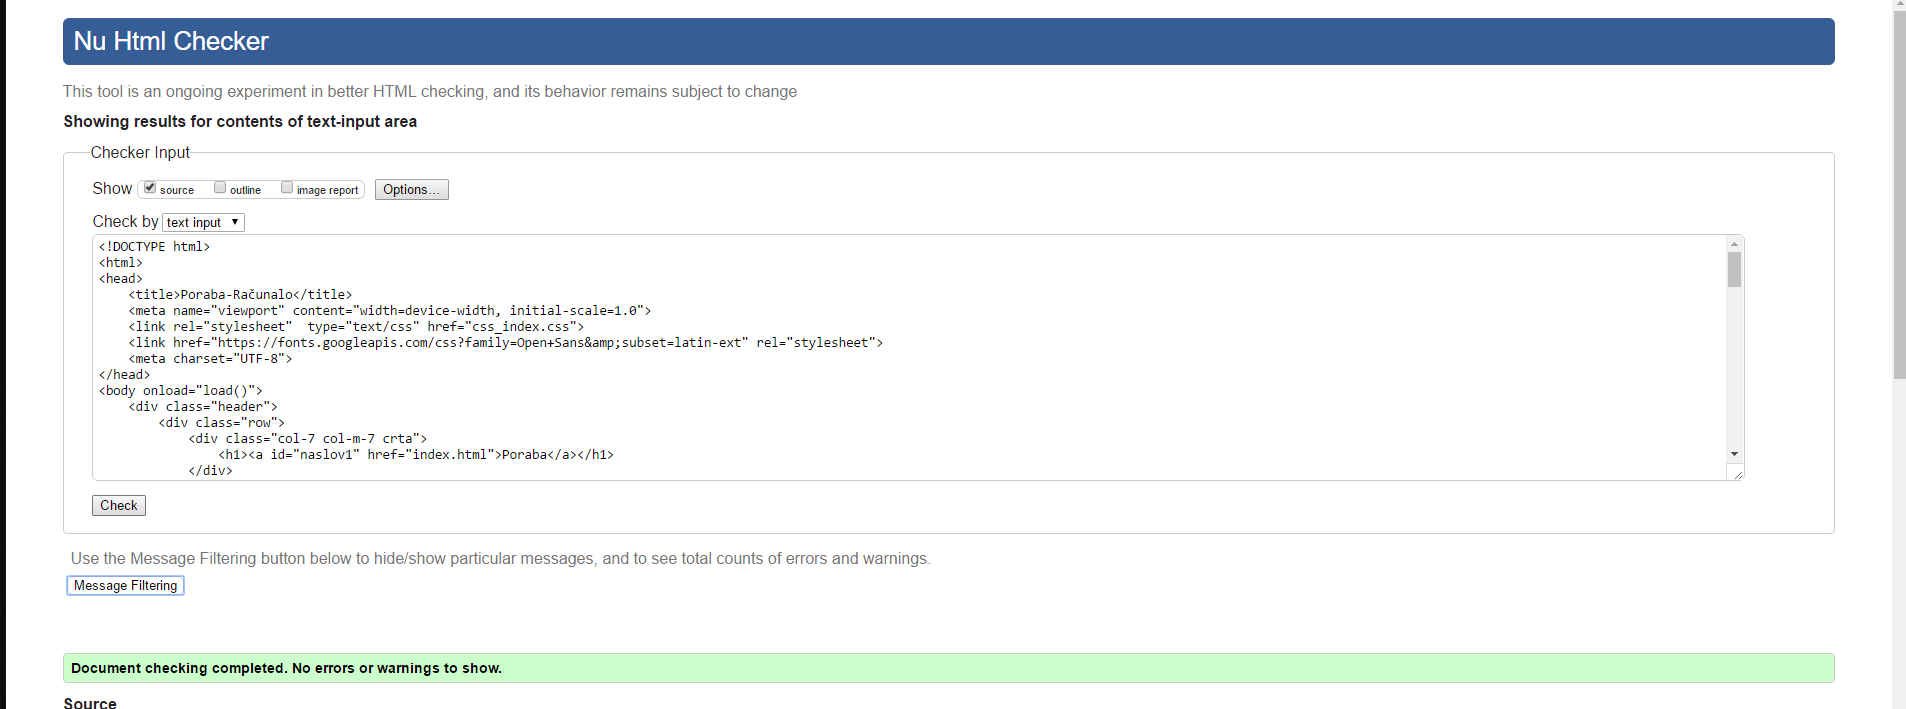 Nu Html Checker
This tool is an ongoing experiment in better HTML checking, and its behavior remains subject to change
Showing results for contents of text-input area
Checker Input
Show source outline image report Options...
Check by text input
<!DOCTYPE html>
<html>
<head>
    <title>Poraba-Računalo</title>
    <meta name="viewport" content="width=device-width, initial-scale=1.0">
    <link rel="stylesheet"  type="text/css" href="css_index.css">
    <link href="https://fonts.googleapis.com/css?family=Open+Sans&amp;subset=latin-ext" rel="stylesheet">
    <meta charset="UTF-8">
</head>
<body onload="load()">
    <div class="header">
        <div class="row">
            <div class="col-7 col-m-7 crta">
                <h1><a id="naslov1" href="index.html">Poraba</a></h1>
            </div>
Check
Use the Message Filtering button below to hide/show particular messages, and to see total counts of errors and warnings.
Message Filtering
Document checking completed. No errors or warnings to show.
Source